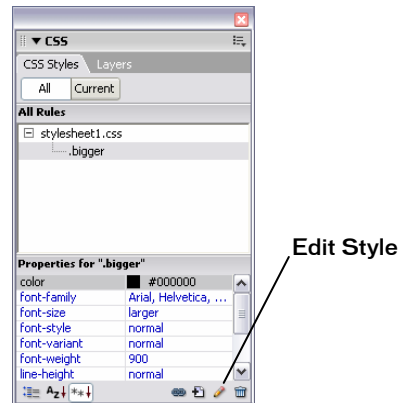 CSS
CSS Styles Layers
All Current
All Rules
stylesheet1.css
.bigger
Edit Style
Properties for ".bigger"
color #000000
font-family Arial, Helvetica, ...
font-size larger
font-style normal
font-variant normal
font-weight 900
line-height normal